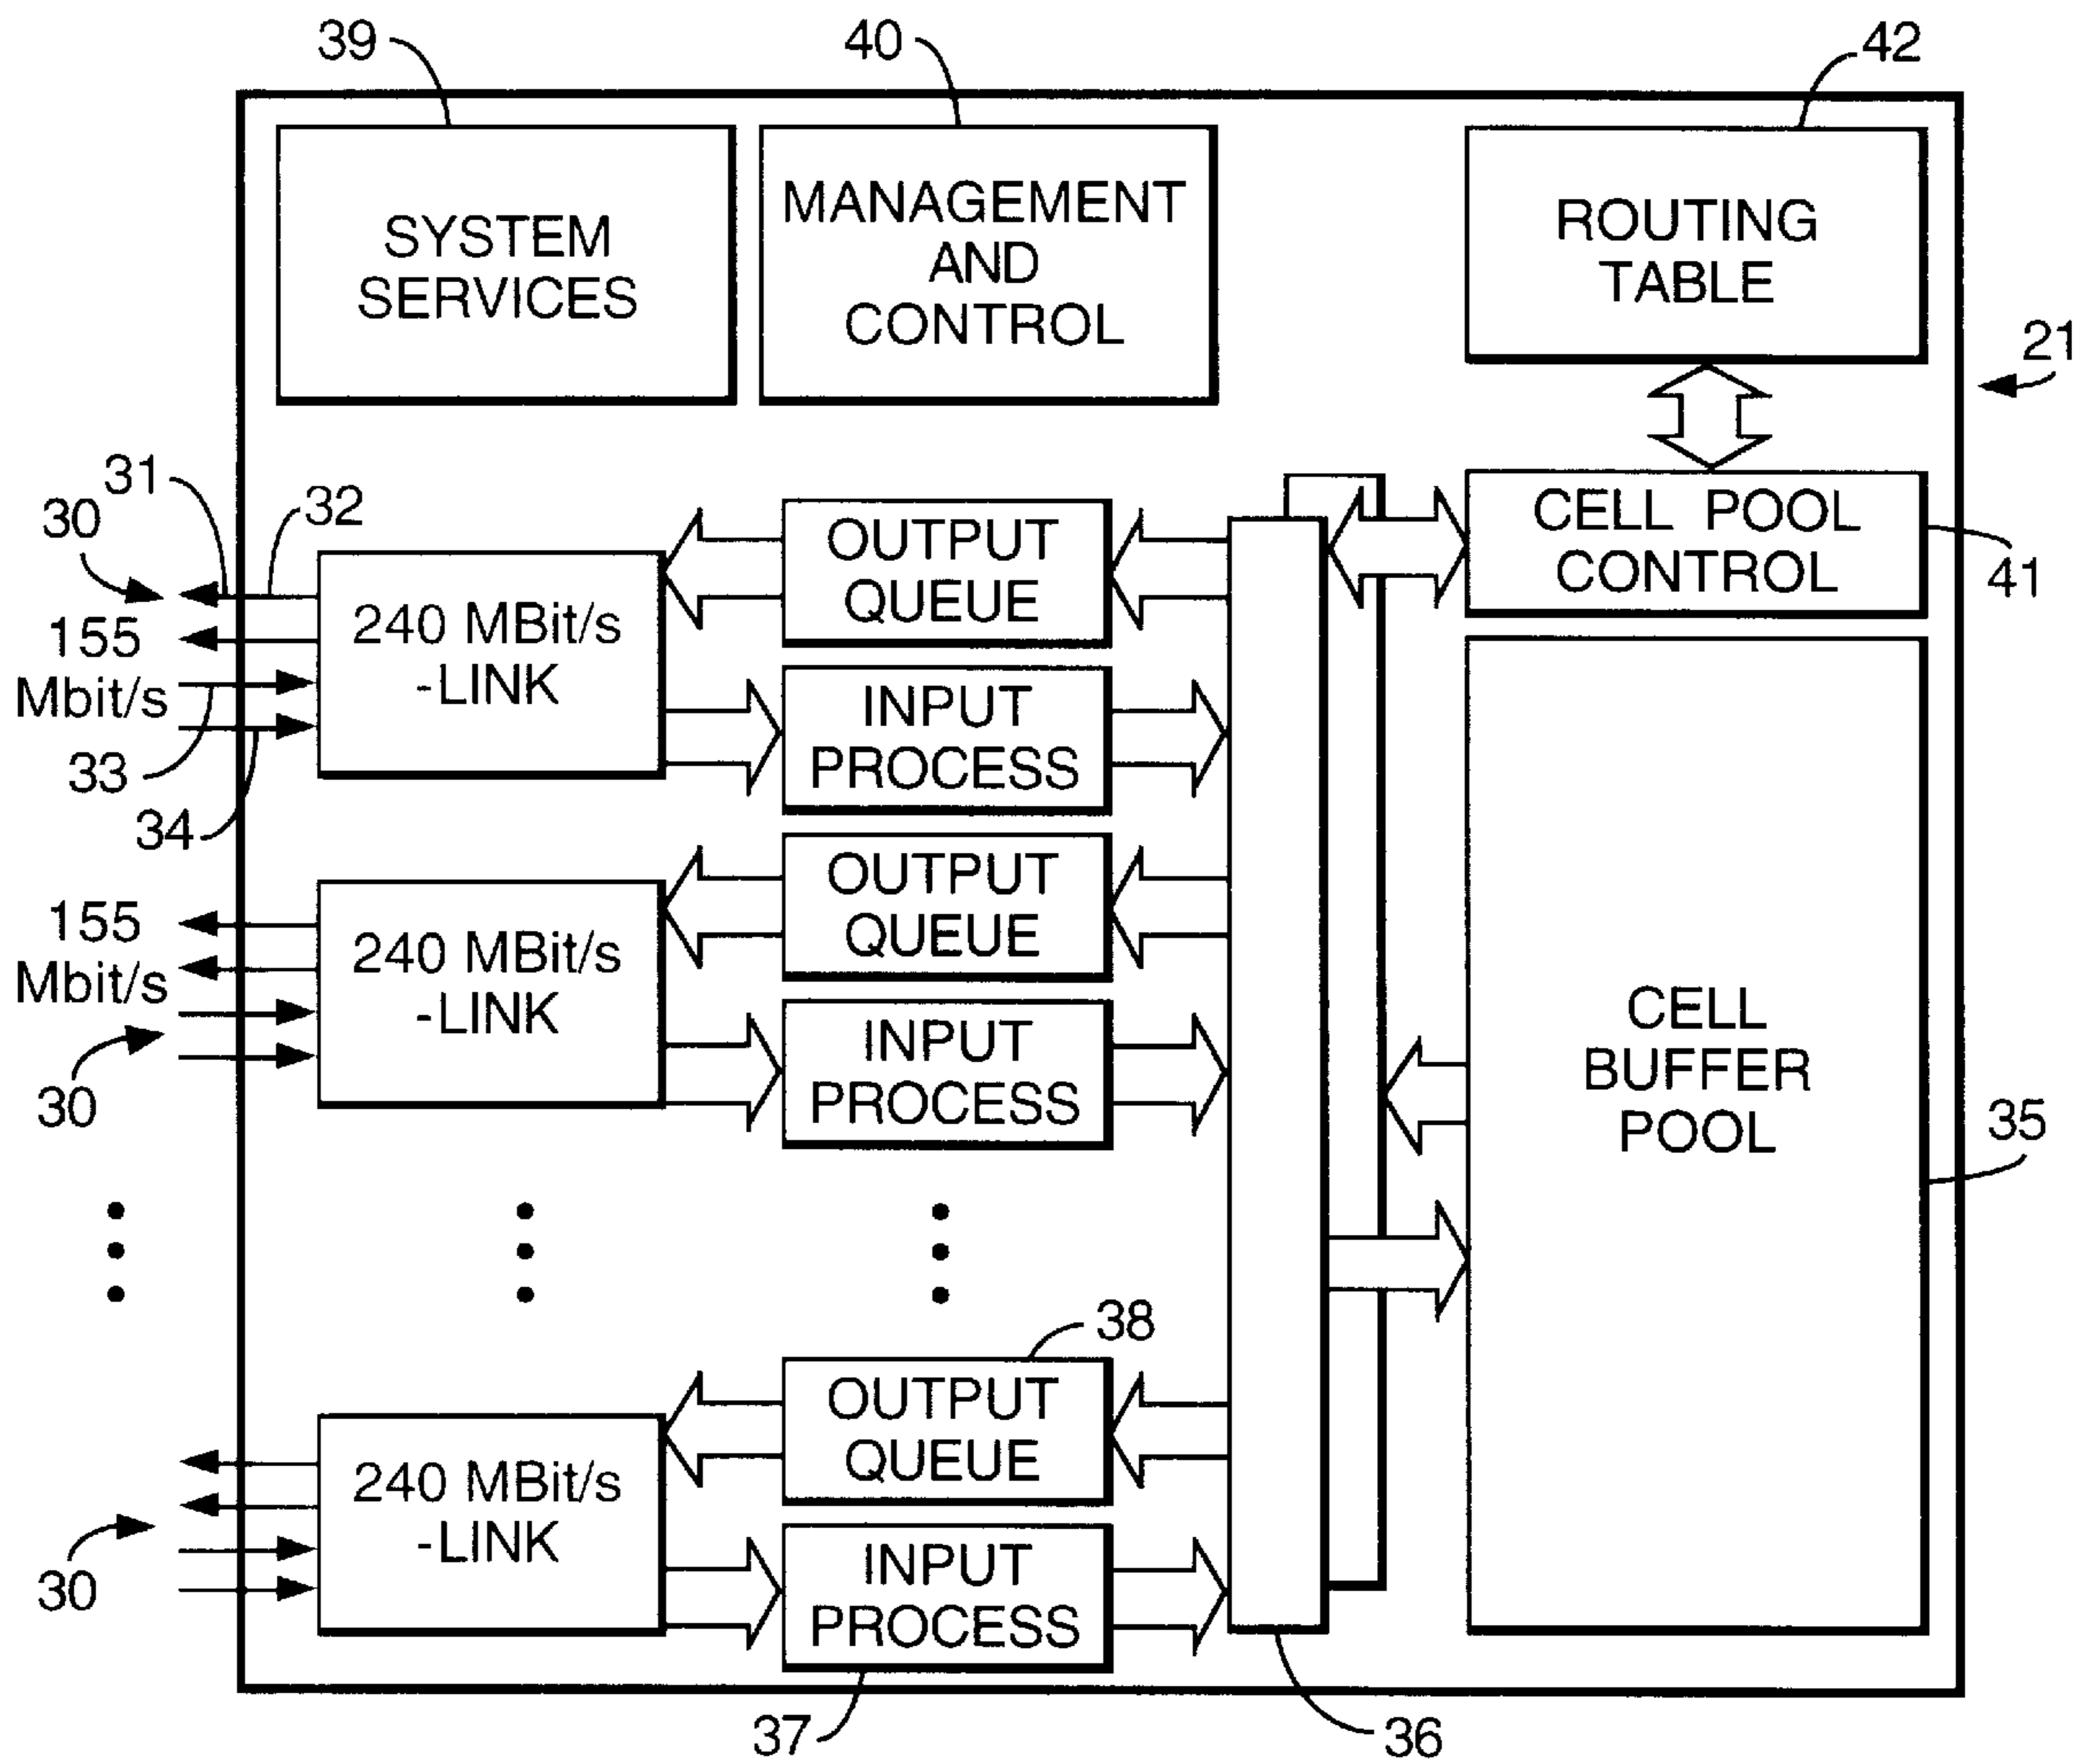 39
40
42
SYSTEM
SERVICES
MANAGEMENT
AND
CONTROL
ROUTING
TABLE
21
31
32
30
155
Mbit/s
33
34
240 MBit/s
-LINK
OUTPUT
QUEUE
INPUT
PROCESS
CELL POOL
CONTROL
41
155
Mbit/s
30
240 MBit/s
-LINK
OUTPUT
QUEUE
INPUT
PROCESS
CELL
BUFFER
POOL
35
38
30
240 MBit/s
-LINK
OUTPUT
QUEUE
INPUT
PROCESS
37
36